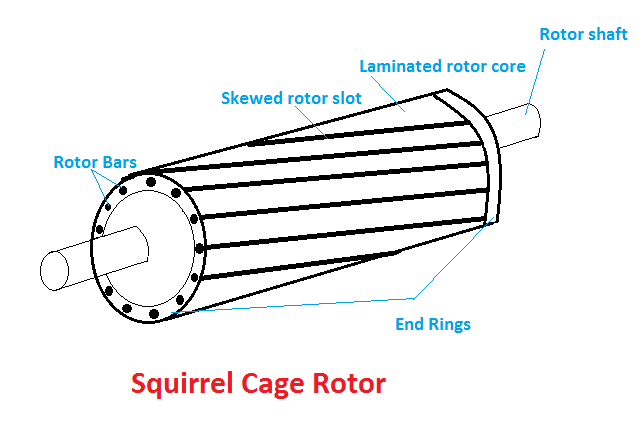 Rotor shaft
Laminated rotor core
Skewed rotor slot
Rotor Bars
End Rings
Squirrel Cage Rotor